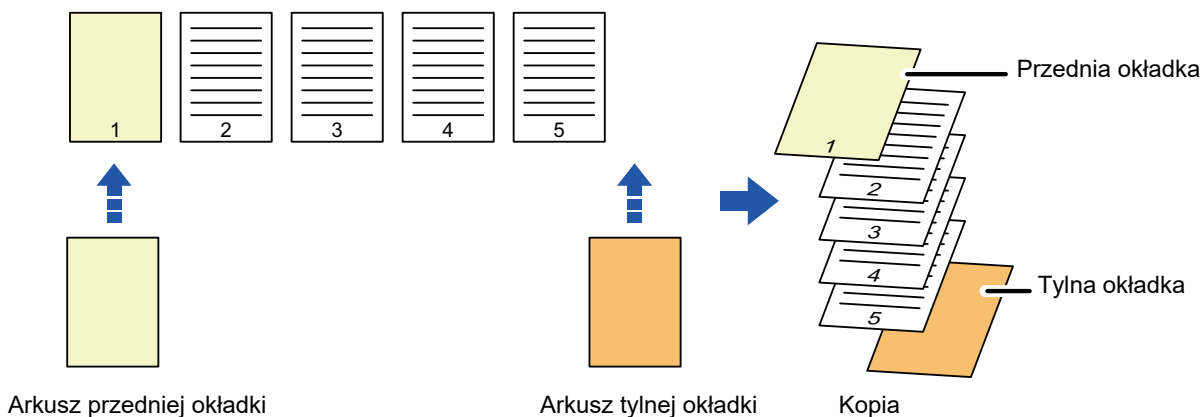 1 2 3 4 5
Arkusz przedniej okładki
Arkusz tylnej okładki
Przednia okładka
1
2
3
4
5
Tylna okładka
Kopia